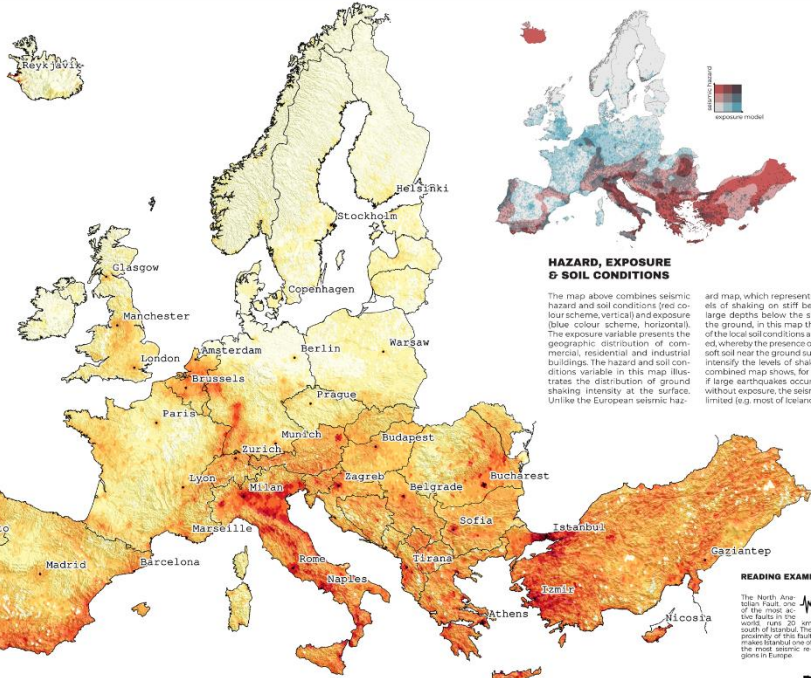 Reykjavik
seismic hazard
exposure model
Helsinki
Stockholm
Glasgow
Copenhagen
Manchester
London
Amsterdam
Berlin
Warsaw
Brussels
Prague
Paris
Munich
Zurich
Budapest
Lyon
Milan
Zagreb
Belgrade
Bucharest
Marseille
Sofia
Istanbul
Madrid
Barcelona
Rome
Naples
Tirana
Gaziantep
Izmir
Athens
Nicosia
HAZARD, EXPOSURE
& SOIL CONDITIONS
The map above combines seismic
hazard and soil conditions (red co-
lour scheme, vertical) and exposure
(blue colour scheme, horizontal).
The exposure variable presents the
geographic distribution of com-
mercial, residential and industrial
buildings. The hazard and soil con-
ditions variable in this map illus-
trates the distribution of ground
shaking intensity at the surface.
Unlike the European seismic haz-
ard map, which represent
els of shaking on stiff be
large depths below the s
the ground, in this map th
of the local soil conditions a
ed, whereby the presence o
soft soil near the ground su
intensify the levels of shak
combined map shows, for
if large earthquakes occur
without exposure, the seism
limited (e.g. most of Iceland
READING EXAM
The North Ana-
tolian Fault, one
of the most ac-
tive faults in the
world, runs 20 km
south of Istanbul. The
proximity of this fault
makes Istanbul one of
the most seismic re-
gions in Europe.